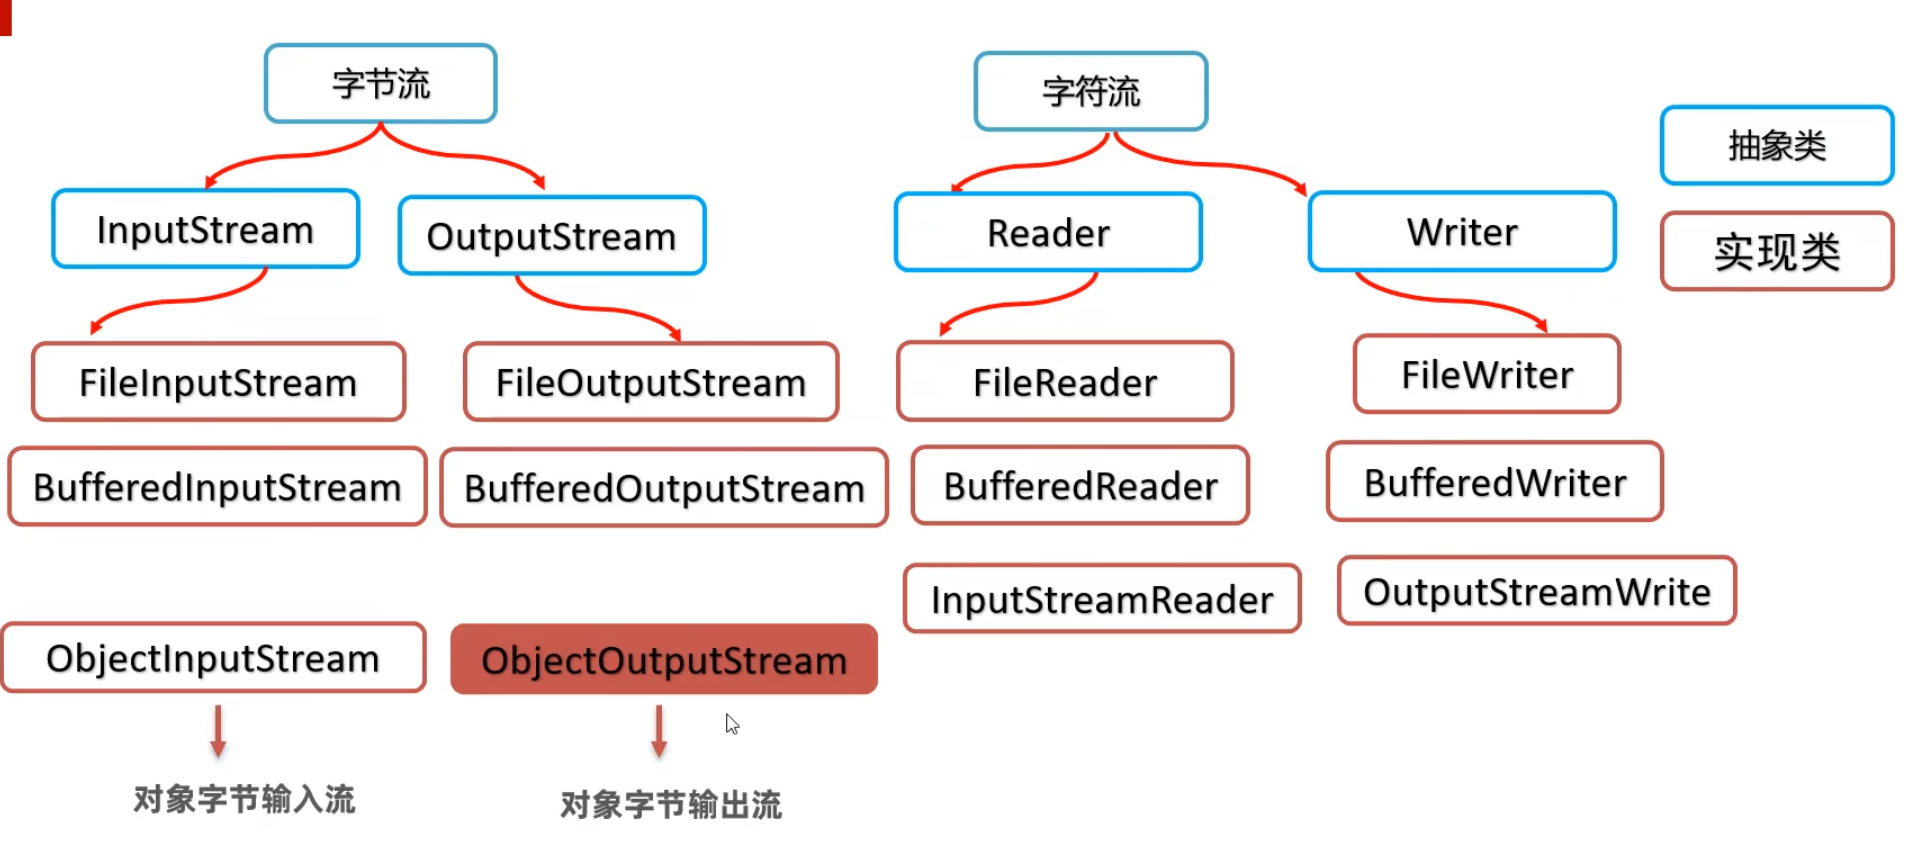 字节流
字符流
抽象类
InputStream
OutputStream
Reader
Writer
实现类
FileInputStream
FileOutputStream
FileReader
FileWriter
BufferedInputStream
BufferedOutputStream
BufferedReader
BufferedWriter
InputStreamReader
OutputStreamWrite
ObjectInputStream
ObjectOutputStream
对象字节输入流
对象字节输出流